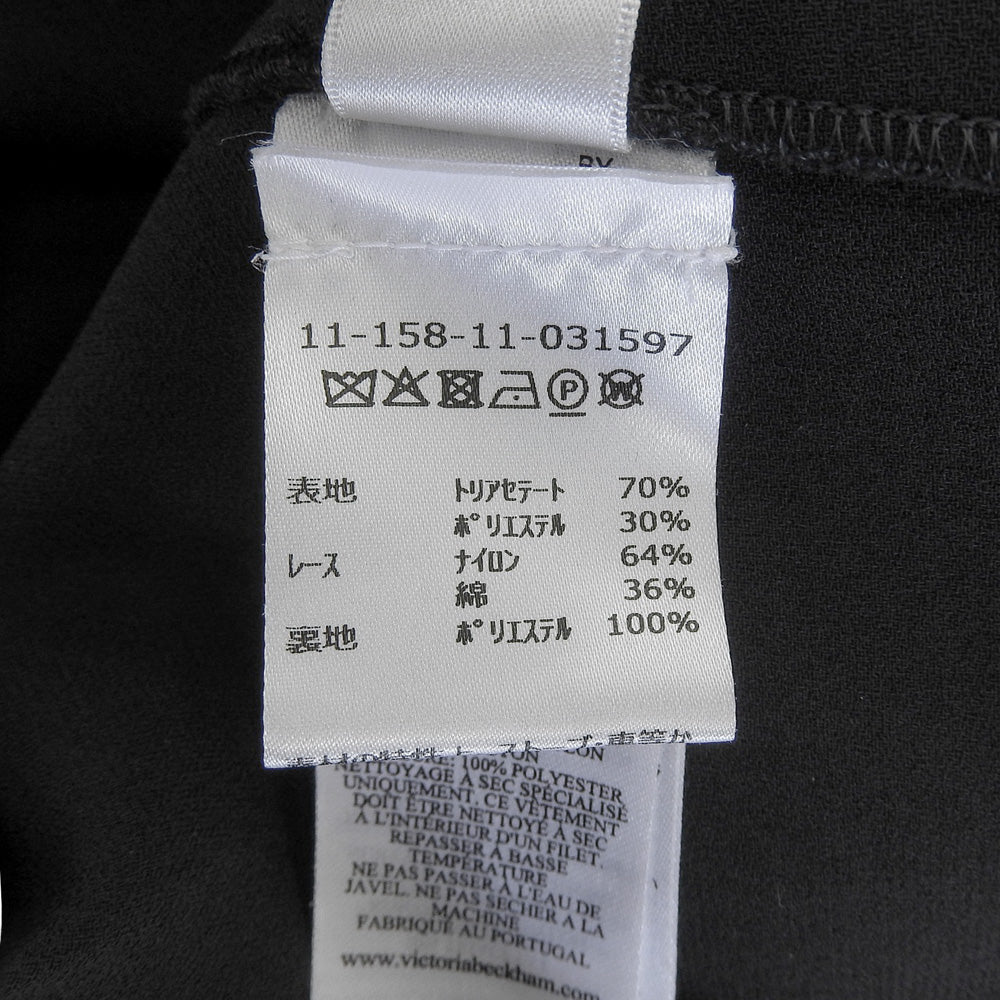 BY
11-158-11-031597
P W
表地 トリアセテート 70%
ポリエステル 30%
レース ナイロン 64%
綿 36%
裏地 ポリエステル 100%
100% POLYESTER
NETTOYAGE À SEC SPÉCIALISÉ
UNIQUEMENT. CE VÊTEMENT
DOIT ÊTRE NETTOYÉ À SEC
À L'INTÉRIEUR D'UN FILET.
REPASSER À BASSE
TEMPÉRATURE
NE PAS PASSER À L'EAU DE
JAVEL. NE PAS SÉCHER À LA
MACHINE
FABRIQUÉ AU PORTUGAL
www.victoriabeckham.com